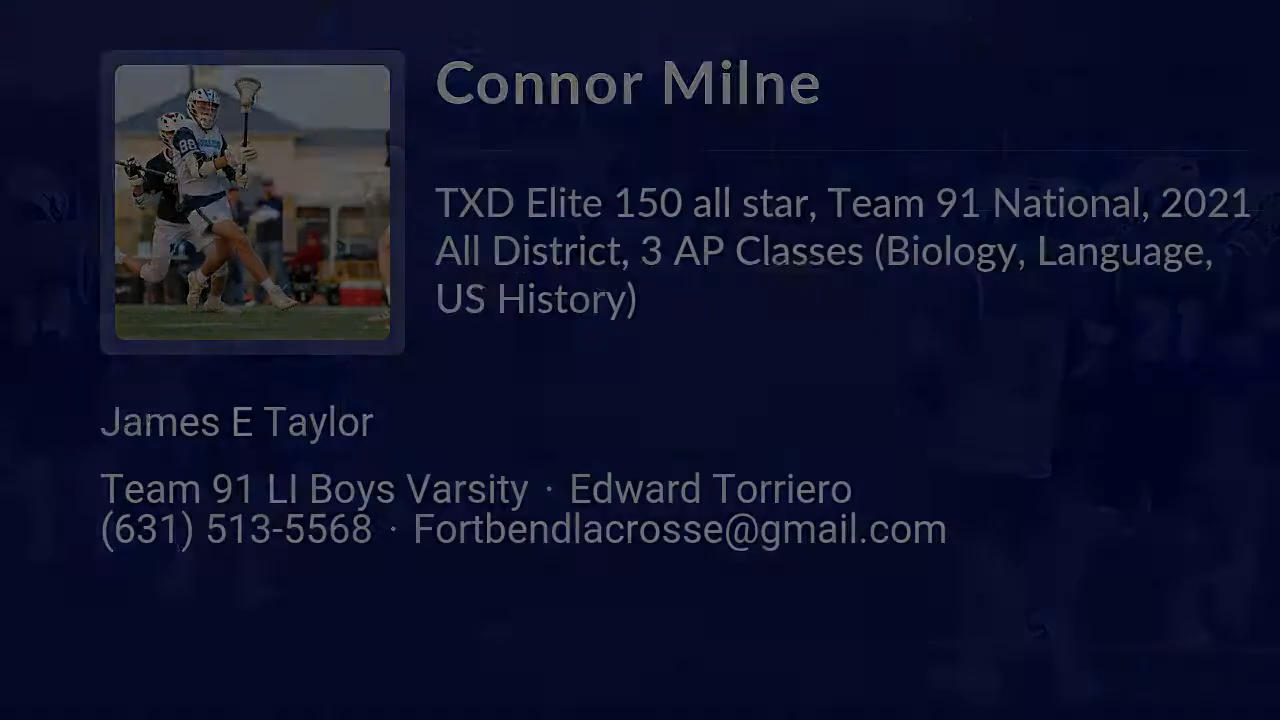 Connor Milne
TXD Elite 150 all star, Team 91 National, 2021
All District, 3 AP Classes (Biology, Language,
US History)
88
James E Taylor
Team 91 LI Boys Varsity · Edward Torriero
(631) 513-5568 · Fortbendlacrosse@gmail.com